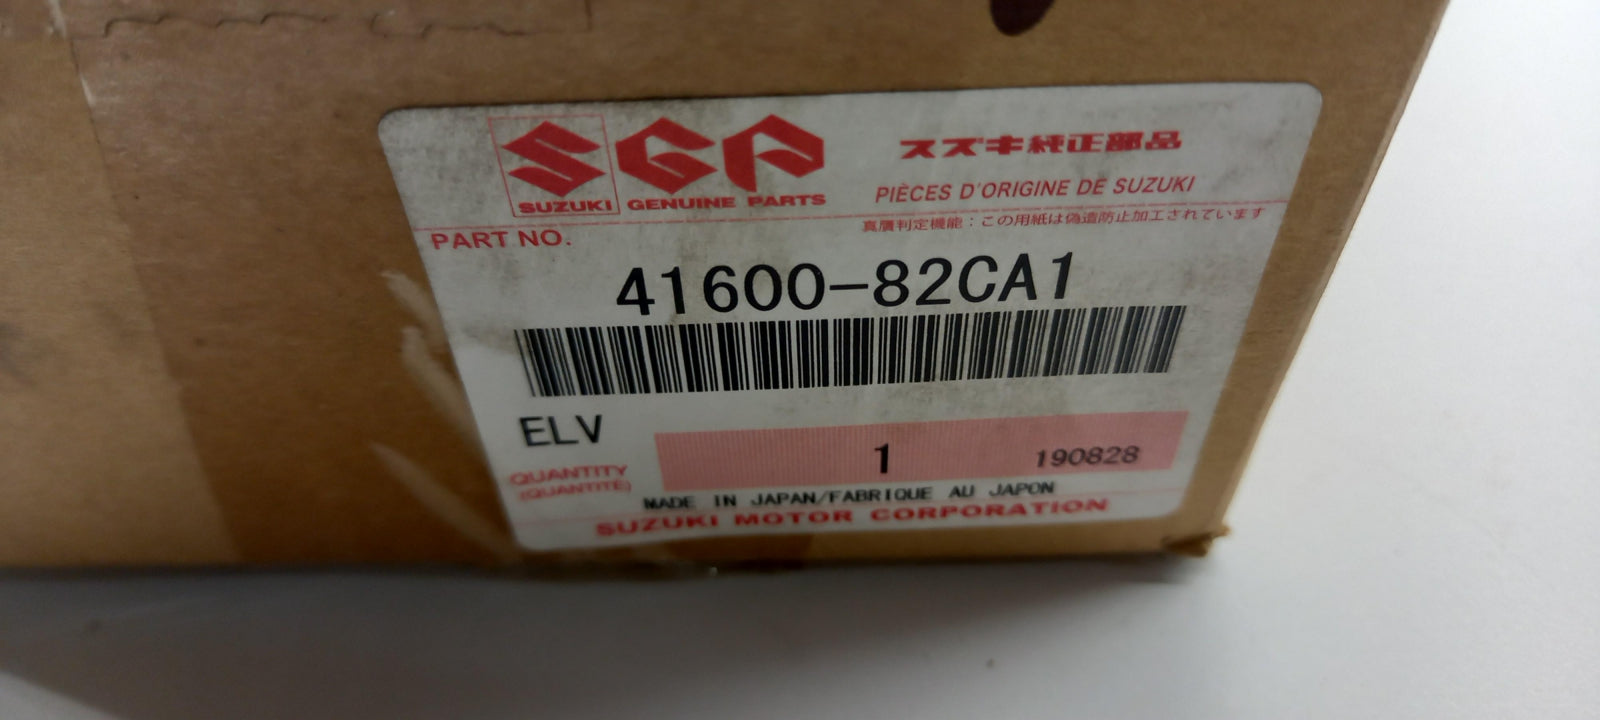 SGP
スズキ純正部品
SUZUKI GENUINE PARTS
PIÈCES D'ORIGINE DE SUZUKI
PART NO.
真贋判定機能：この用紙は偽造防止加工されています
41600-82CA1
ELV
QUANTITY
(QUANTITÉ)
1
190828
MADE IN JAPAN/FABRIQUE AU JAPON
SUZUKI MOTOR CORPORATION